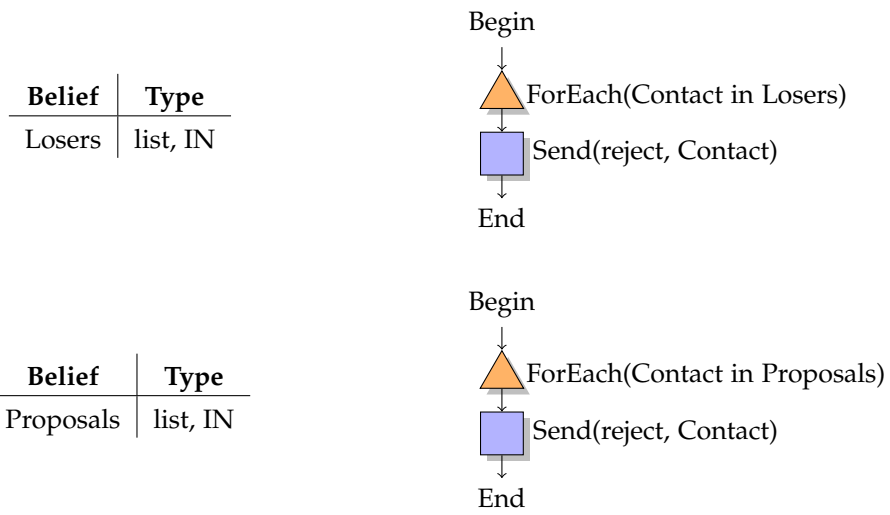 Begin
Belief Type
ForEach(Contact in Losers)
Losers list, IN
Send(reject, Contact)
End
Begin
Belief Type
ForEach(Contact in Proposals)
Proposals list, IN
Send(reject, Contact)
End